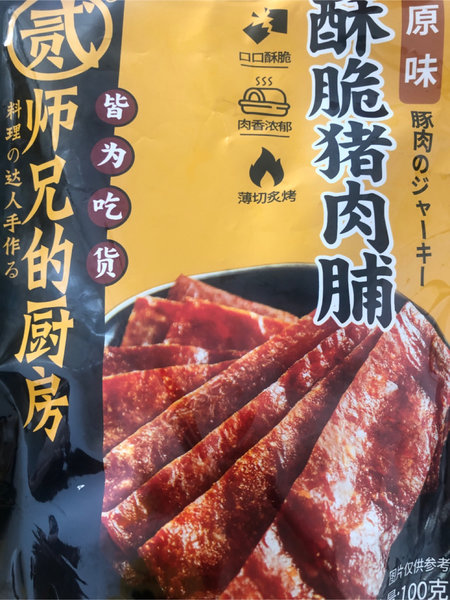 贰师兄的厨房
料理の达人手作る
皆为吃货
口口酥脆
肉香浓郁
薄切炙烤
酥脆猪肉脯
原味
豚肉のジャーキー
图片仅供参考
量:100克